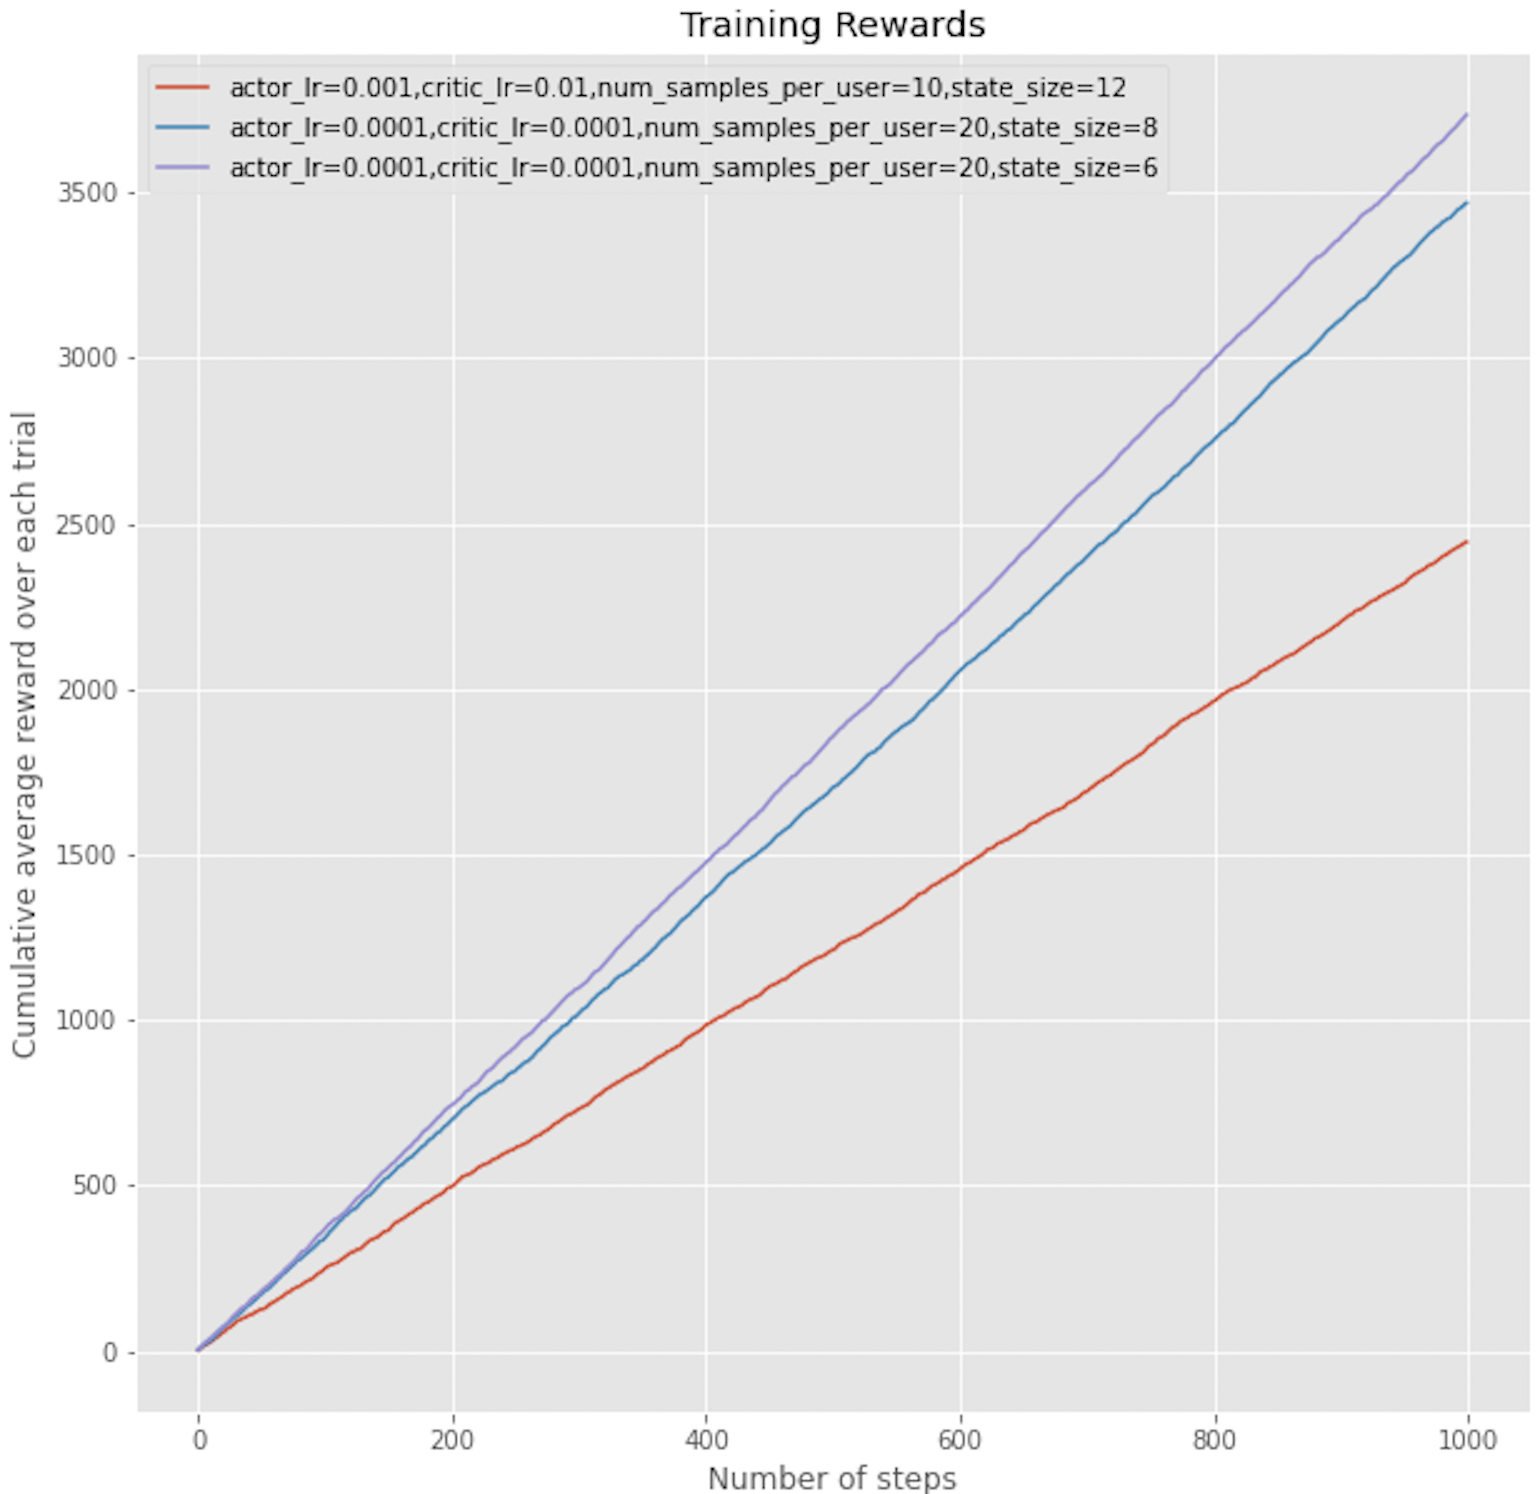 Training Rewards
actor_lr=0.001,critic_lr=0.01,num_samples_per_user=10,state_size=12
actor_lr=0.0001,critic_lr=0.0001,num_samples_per_user=20,state_size=8
actor_lr=0.0001,critic_lr=0.0001,num_samples_per_user=20,state_size=6
Cumulative average reward over each trial
3500
3000
2500
2000
1500
1000
500
0
0 200 400 600 800 1000
Number of steps